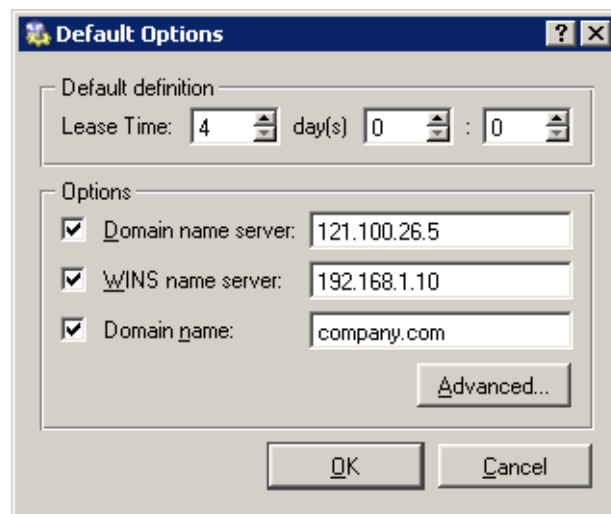 Default Options
Default definition
Lease Time: 4 day(s) 0 : 0
Options
Domain name server: 121.100.26.5
WINS name server: 192.168.1.10
Domain name: company.com
Advanced...
OK Cancel